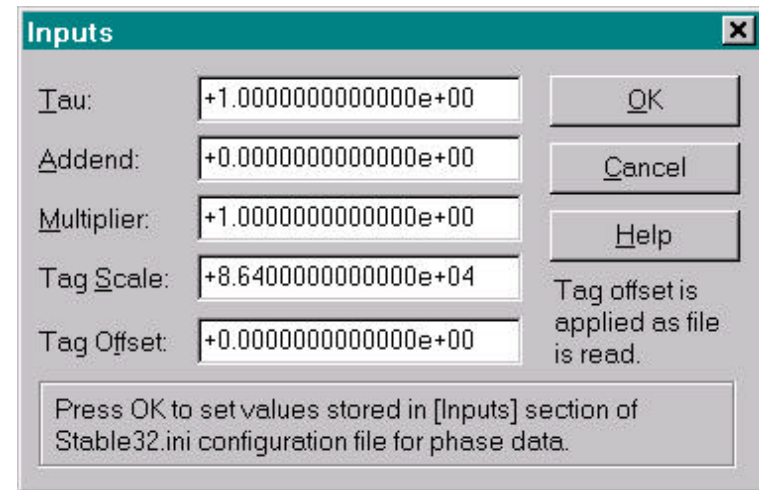 Inputs
Tau:
+1.0000000000000e+00
OK
Addend:
+0.0000000000000e+00
Cancel
Multiplier:
+1.0000000000000e+00
Help
Tag Scale:
+8.6400000000000e+04
Tag offset is
applied as file
is read.
Tag Offset:
+0.0000000000000e+00
Press OK to set values stored in [Inputs] section of
Stable32.ini configuration file for phase data.